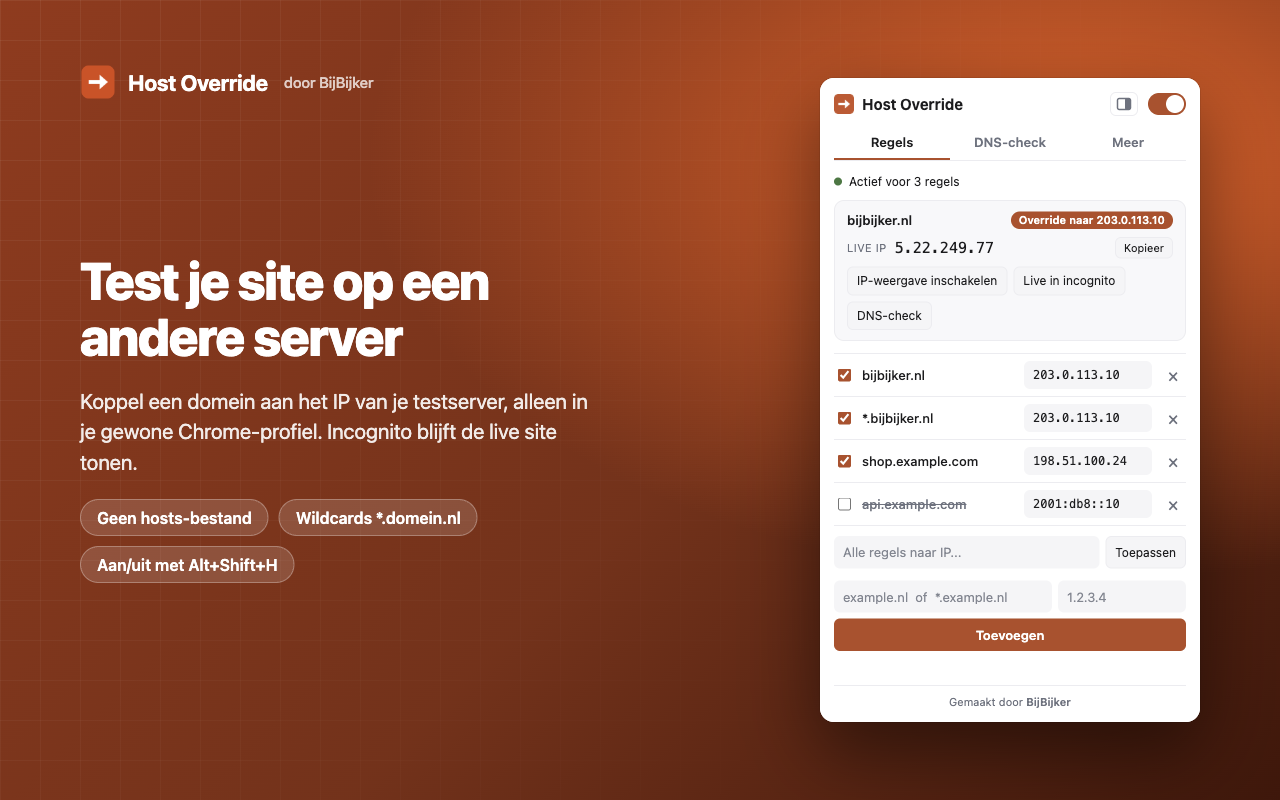 Host Override door BijBijker
Test je site op een
andere server
Koppel een domein aan het IP van je testserver, alleen in
je gewone Chrome-profiel. Incognito blijft de live site
tonen.
Geen hosts-bestand Wildcards *.domein.nl
Aan/uit met Alt+Shift+H
Host Override
Regels DNS-check Meer
Actief voor 3 regels
bijbijker.nl Override naar 203.0.113.10
LIVE IP 5.22.249.77 Kopieer
IP-weergave inschakelen Live in incognito
DNS-check
bijbijker.nl 203.0.113.10
*.bijbijker.nl 203.0.113.10
shop.example.com 198.51.100.24
api.example.com 2001:db8::10
Alle regels naar IP... Toepassen
example.nl of *.example.nl 1.2.3.4
Toevoegen
Gemaakt door BijBijker